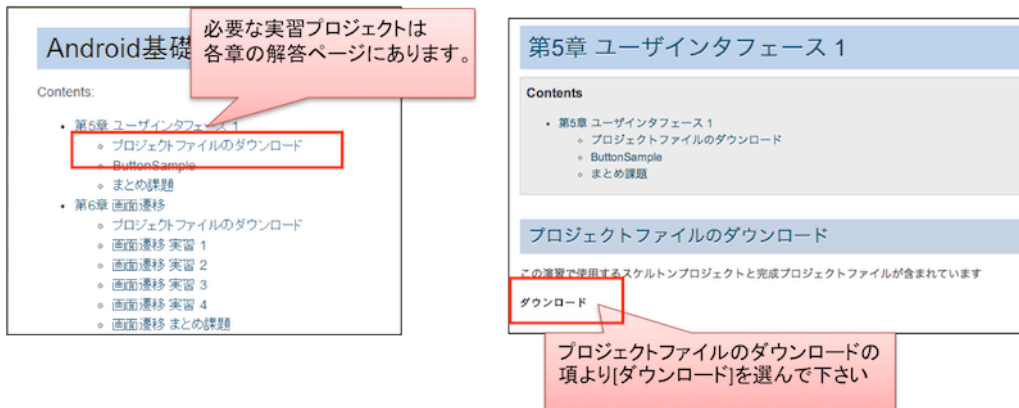 Android基礎
必要な実習プロジェクトは
各章の解答ページにあります。
Contents:
第5章 ユーザインタフェース 1
プロジェクトファイルのダウンロード
ButtonSample
まとめ課題
第6章 画面遷移
プロジェクトファイルのダウンロード
画面遷移 実習 1
画面遷移 実習 2
画面遷移 実習 3
画面遷移 実習 4
画面遷移 まとめ課題
第5章 ユーザインタフェース 1
Contents
第5章 ユーザインタフェース 1
プロジェクトファイルのダウンロード
ButtonSample
まとめ課題
プロジェクトファイルのダウンロード
この演習で使用するスケルトンプロジェクトと完成プロジェクトファイルが含まれています
ダウンロード
プロジェクトファイルのダウンロードの
項より[ダウンロード]を選んで下さい